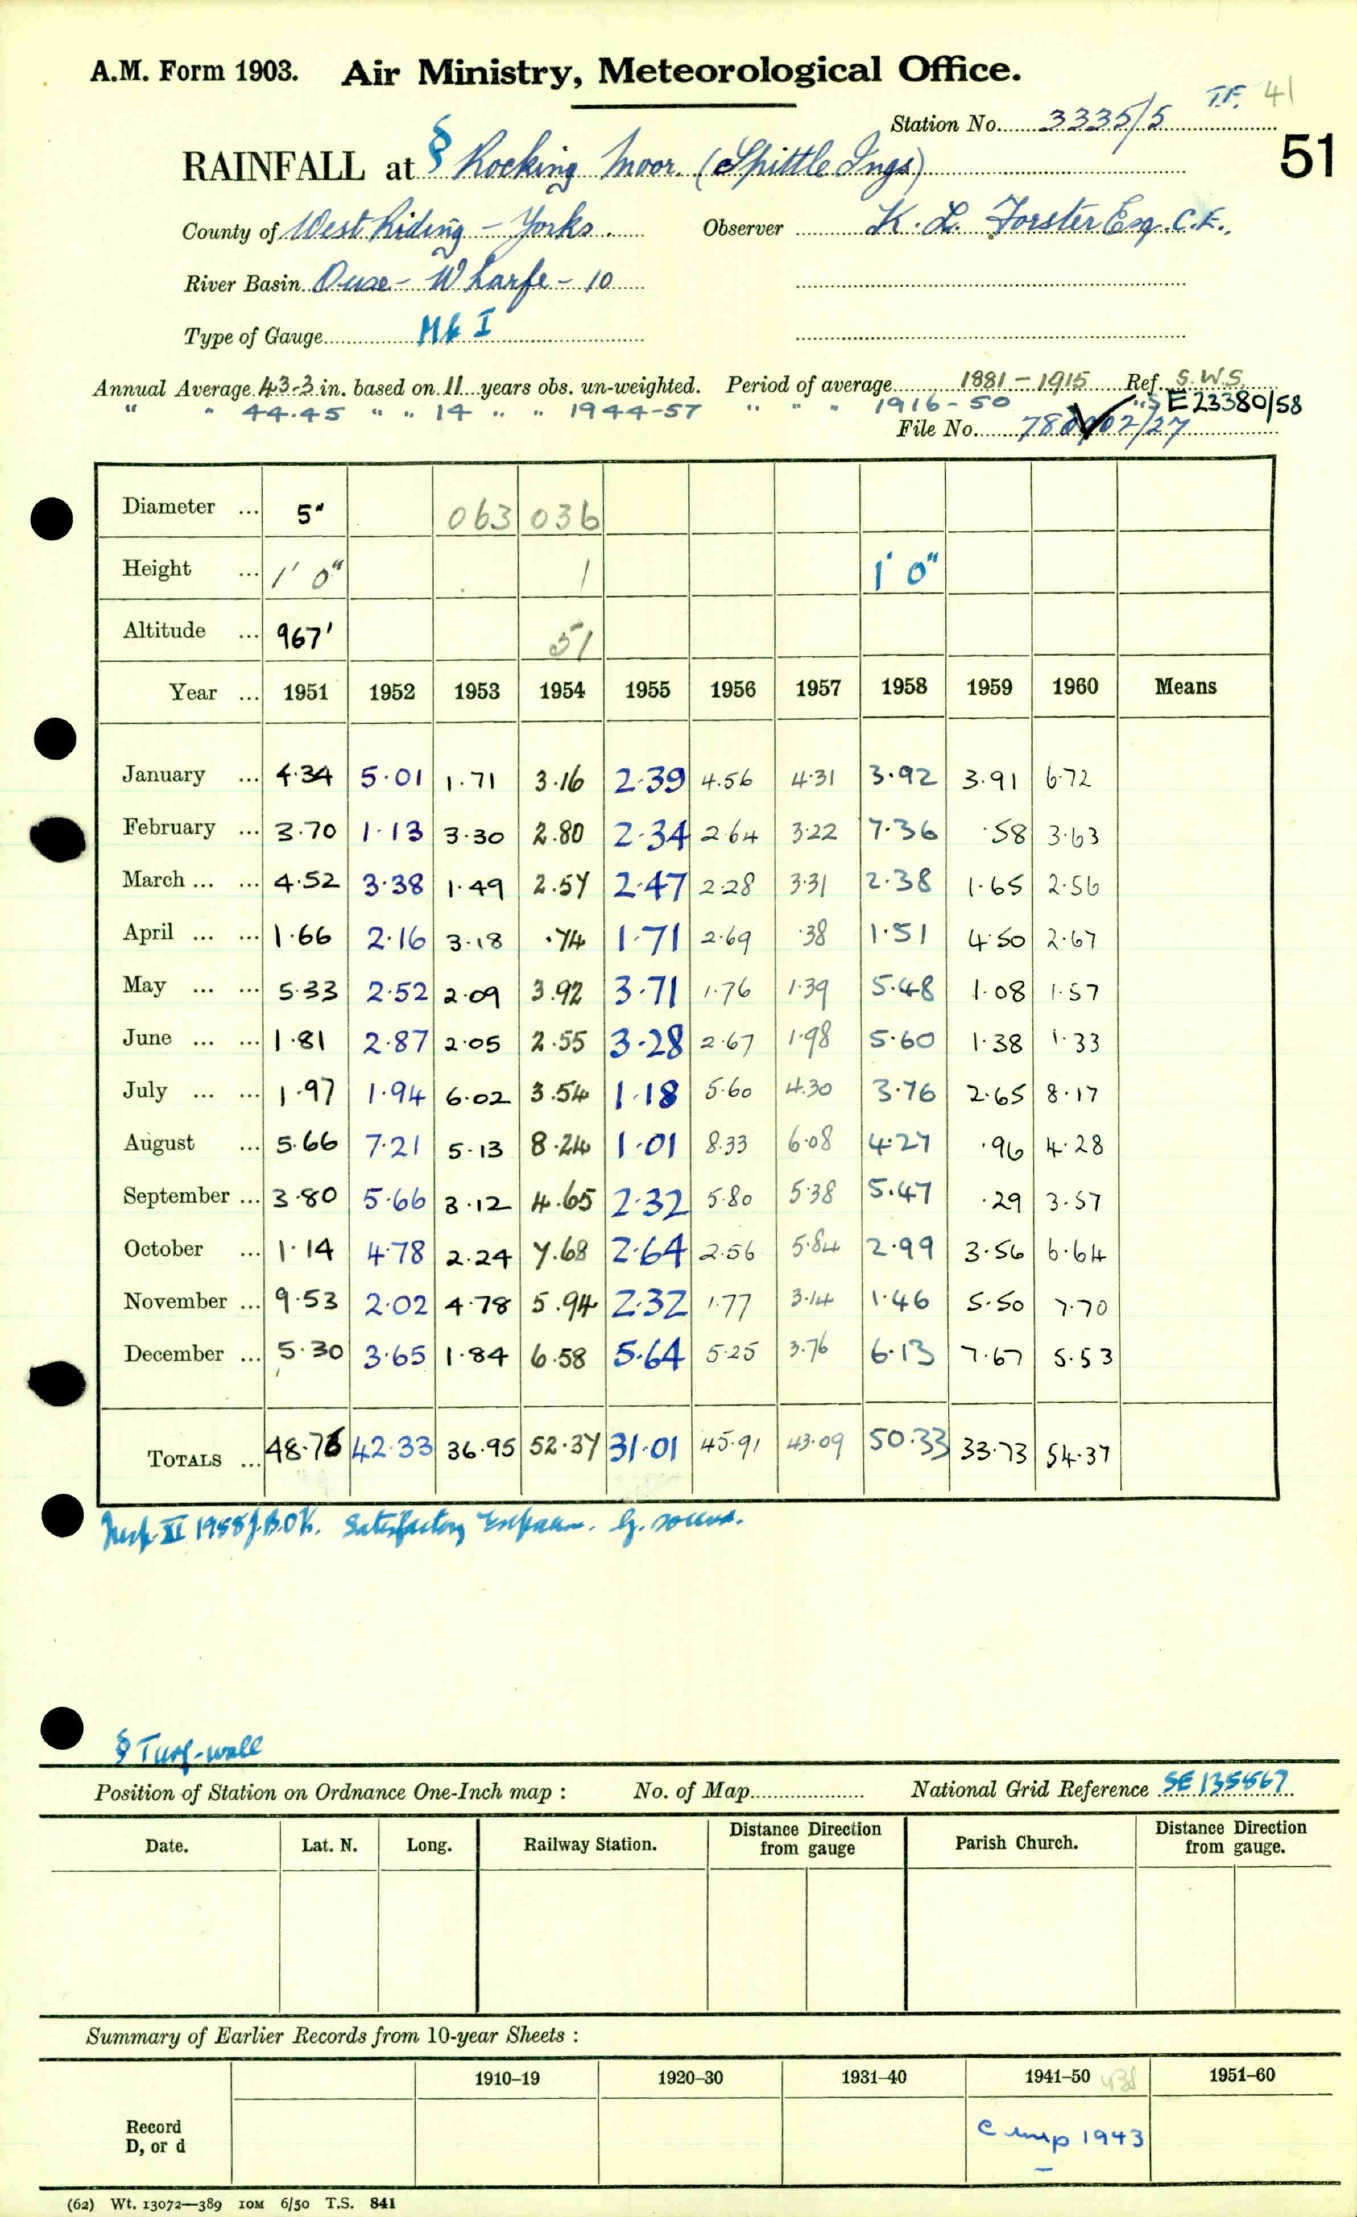 A.M. Form 1903. Air Ministry, Meteorological Office.
T.F. 41
Station No. 3335/5
51
RAINFALL at § Rocking Moor. (Spittle Ings)
County of West Riding – Yorks. Observer K. L. Forster Esq. C.E.,
River Basin Ouse – Wharfe – 10
Type of Gauge Mk I
Annual Average 43.3 in. based on 11 years obs. un-weighted. Period of average 1881–1915 Ref. S.W.S.
" " 44.45 " " 14 " " 1944-57 " " " 1916-50 " S E 23380/58
File No.
Diameter ... 5" 063 036
Height ... 1' 0" 1 1' 0"
Altitude ... 967' 51
Year ... 1951 1952 1953 1954 1955 1956 1957 1958 1959 1960 Means
January ... 4.34 5.01 1.71 3.16 2.39 4.56 4.31 3.92 3.91 6.72
February ... 3.70 1.13 3.30 2.80 2.34 2.64 3.22 7.36 .58 3.63
March ... ... 4.52 3.38 1.49 2.57 2.47 2.28 3.31 2.38 1.65 2.56
April ... ... 1.66 2.16 3.18 .74 1.71 2.69 .38 1.51 4.50 2.67
May ... ... 5.33 2.52 2.09 3.92 3.71 1.76 1.39 5.48 1.08 1.57
June ... ... 1.81 2.87 2.05 2.55 3.28 2.67 1.98 5.60 1.38 1.33
July ... ... 1.97 1.94 6.02 3.54 1.18 5.60 4.30 3.76 2.65 8.17
August ... 5.66 7.21 5.13 8.24 1.01 8.33 6.08 4.27 .96 4.28
September ... 3.80 5.66 3.12 4.65 2.32 5.80 5.38 5.47 .29 3.57
October ... 1.14 4.78 2.24 7.68 2.64 2.56 5.84 2.99 3.56 6.64
November ... 9.53 2.02 4.78 5.94 2.32 1.77 3.14 1.46 5.50 7.70
December ... 5.30 3.65 1.84 6.58 5.64 5.25 3.76 6.13 7.67 5.53
TOTALS ... 48.76 42.33 36.95 52.37 31.01 45.91 43.09 50.33 33.73 54.37
XI 1958 Satisfactory
§ Turf-wall
Position of Station on Ordnance One-Inch map : No. of Map National Grid Reference SE 135567
Date. Lat. N. Long. Railway Station. Distance from Direction gauge Parish Church. Distance from Direction gauge.
Summary of Earlier Records from 10-year Sheets :
1910–19 1920–30 1931–40 1941–50 1951–60
Record
D, or d
1943
(62) Wt. 13072—389 10M 6/50 T.S. 841